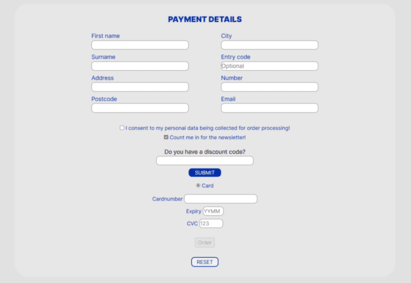 PAYMENT DETAILS
First name
City
Surname
Entry code
Optional
Address
Number
Postcode
Email
I consent to my personal data being collected for order processing!
Count me in for the newsletter!
Do you have a discount code?
SUBMIT
Card
Cardnumber
Expiry YYMM
CVC 123
Order
RESET